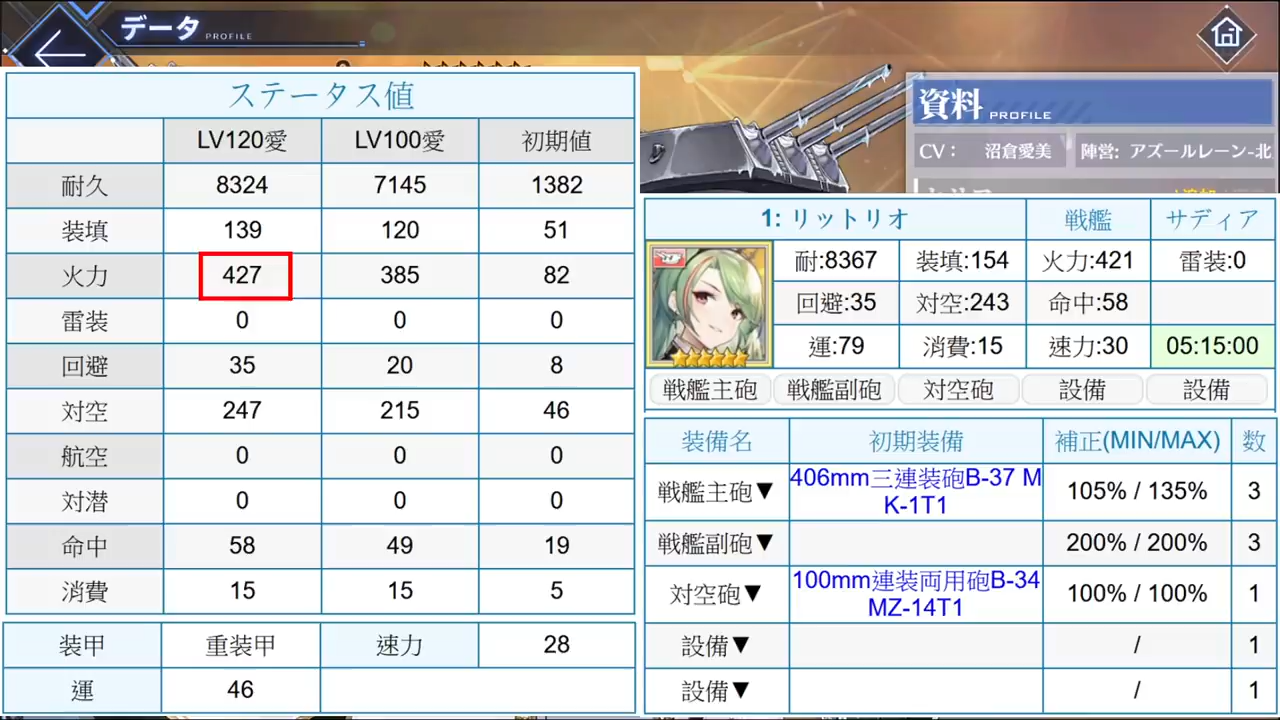 データ PROFILE
ステータス値
LV120愛 LV100愛 初期値
耐久 8324 7145 1382
装填 139 120 51
火力 427 385 82
雷装 0 0 0
回避 35 20 8
対空 247 215 46
航空 0 0 0
対潜 0 0 0
命中 58 49 19
消費 15 15 5
装甲 重装甲 速力 28
運 46
資料 PROFILE
CV： 沼倉愛美 陣営: アズールレーン-北
1: リットリオ 戦艦 サディア
耐:8367 装填:154 火力:421 雷装:0
回避:35 対空:243 命中:58
運:79 消費:15 速力:30 05:15:00
戦艦主砲 戦艦副砲 対空砲 設備 設備
装備名 初期装備 補正(MIN/MAX) 数
戦艦主砲▼ 406mm三連装砲B-37 M
K-1T1 105% / 135% 3
戦艦副砲▼ 200% / 200% 3
対空砲▼ 100mm連装両用砲B-34
MZ-14T1 100% / 100% 1
設備▼ / 1
設備▼ / 1